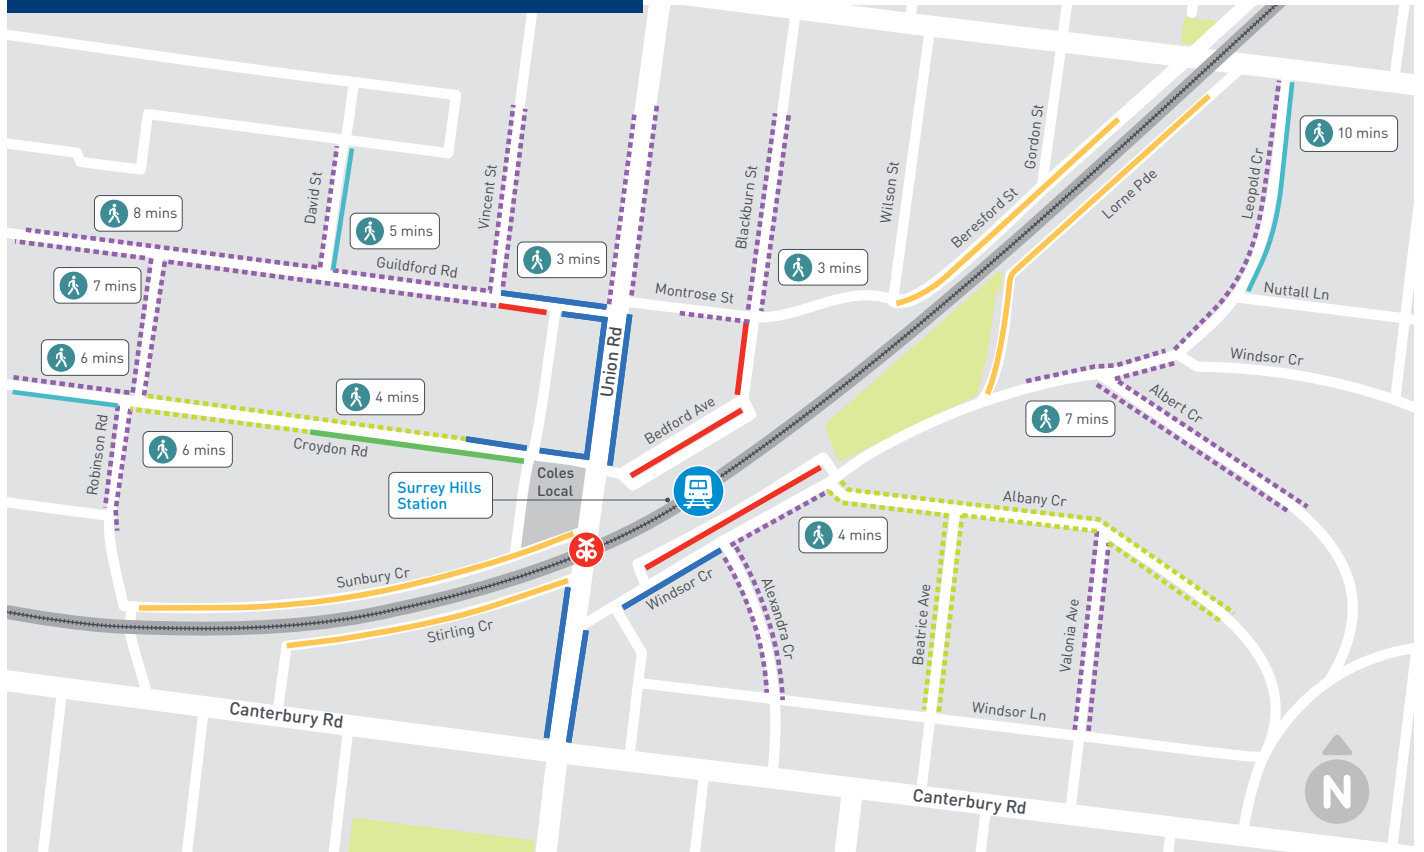 10 mins
Gordon St
David St
Leopold Cr
Wilson St
Lorne Pde
Vincent St
Blackburn St
8 mins
5 mins
Beresford St
3 mins
3 mins
Guildford Rd
7 mins
Montrose St
Nuttall Ln
Union Rd
6 mins
Windsor Cr
4 mins
Albert Cr
Bedford Ave
7 mins
Robinson Rd
6 mins
Croydon Rd
Coles
Local
Surrey Hills
Station
Albany Cr
4 mins
Sunbury Cr
Windsor Cr
Alexandra Cr
Beatrice Ave
Valonia Ave
Stirling Cr
Canterbury Rd
Windsor Ln
Canterbury Rd
N